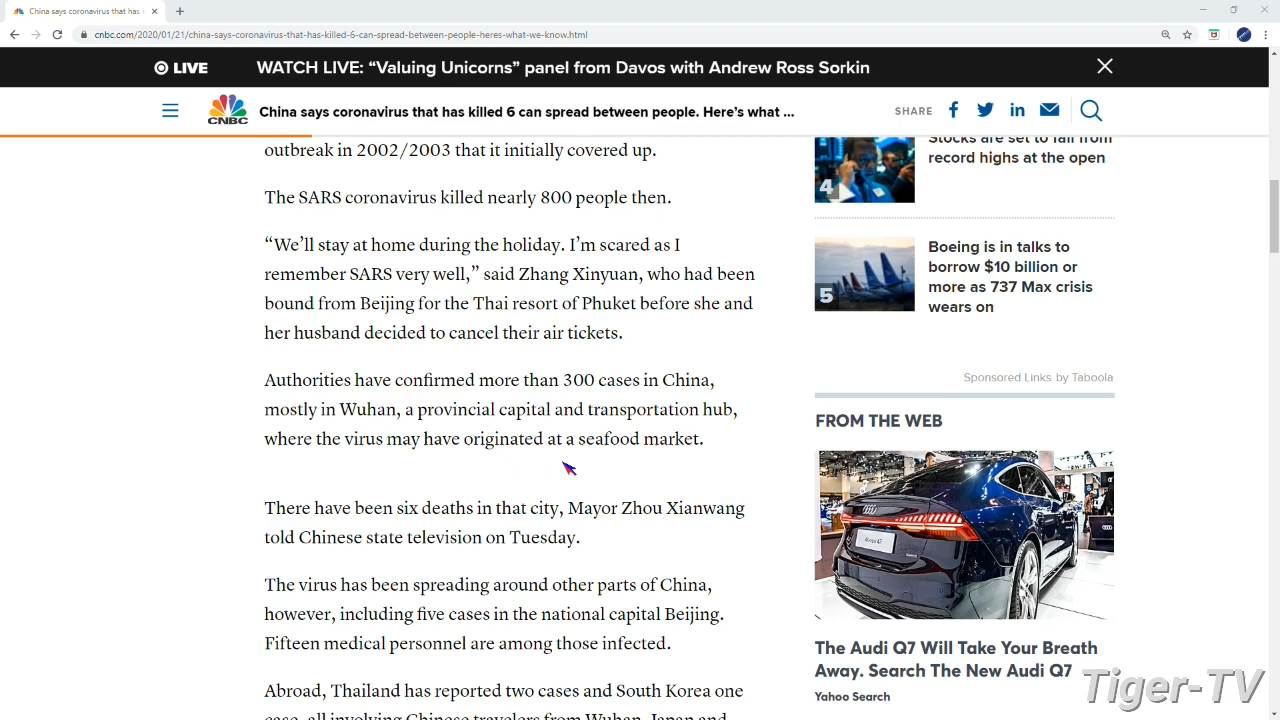 China says coronavirus that has
cnbc.com/2020/01/21/china-says-coronavirus-that-has-killed-6-can-spread-between-people-heres-what-we-know.html
LIVE
WATCH LIVE: “Valuing Unicorns” panel from Davos with Andrew Ross Sorkin
CNBC
China says coronavirus that has killed 6 can spread between people. Here’s what ...
SHARE
outbreak in 2002/2003 that it initially covered up.
The SARS coronavirus killed nearly 800 people then.
“We’ll stay at home during the holiday. I’m scared as I
remember SARS very well,” said Zhang Xinyuan, who had been
bound from Beijing for the Thai resort of Phuket before she and
her husband decided to cancel their air tickets.
Authorities have confirmed more than 300 cases in China,
mostly in Wuhan, a provincial capital and transportation hub,
where the virus may have originated at a seafood market.
There have been six deaths in that city, Mayor Zhou Xianwang
told Chinese state television on Tuesday.
The virus has been spreading around other parts of China,
however, including five cases in the national capital Beijing.
Fifteen medical personnel are among those infected.
Abroad, Thailand has reported two cases and South Korea one
case, all involving Chinese travelers from Wuhan. Japan and
4
Stocks are set to fall from
record highs at the open
5
Boeing is in talks to
borrow $10 billion or
more as 737 Max crisis
wears on
Sponsored Links by Taboola
FROM THE WEB
The Audi Q7 Will Take Your Breath
Away. Search The New Audi Q7
Yahoo Search
Tiger-TV